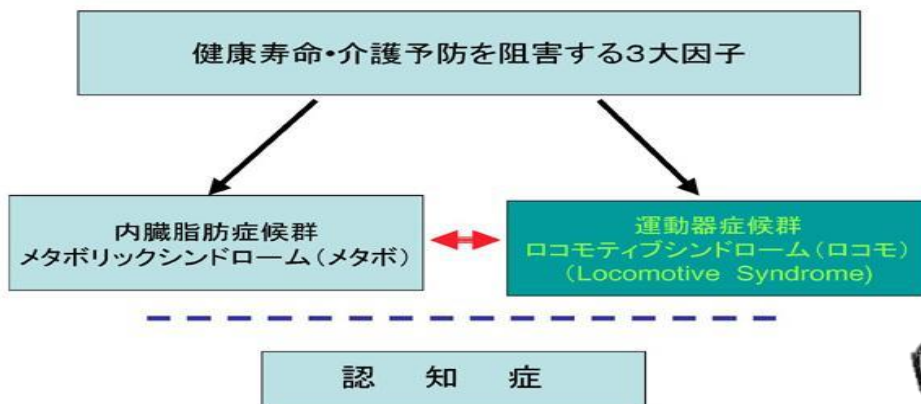 健康寿命・介護予防を阻害する3大因子
内臓脂肪症候群
メタボリックシンドローム(メタボ)
運動器症候群
ロコモティブシンドローム(ロコモ)
(Locomotive Syndrome)
認 知 症